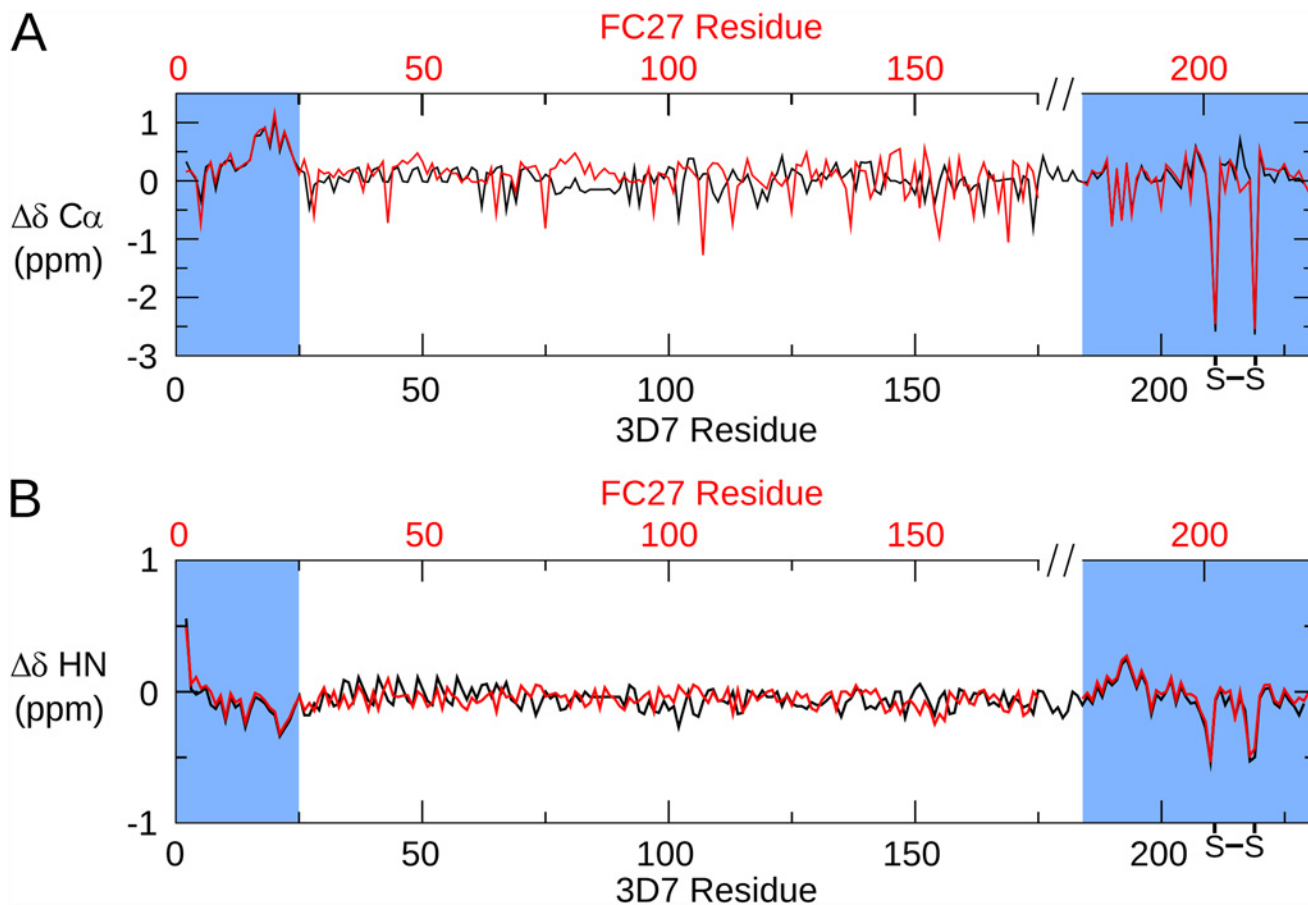 A
FC27 Residue
0 50 100 150 200
1
0
-1
-2
-3
Δδ Cα
(ppm)
0 50 100 150 200 S–S
3D7 Residue
B
FC27 Residue
0 50 100 150 200
1
0
-1
Δδ HN
(ppm)
0 50 100 150 200 S–S
3D7 Residue